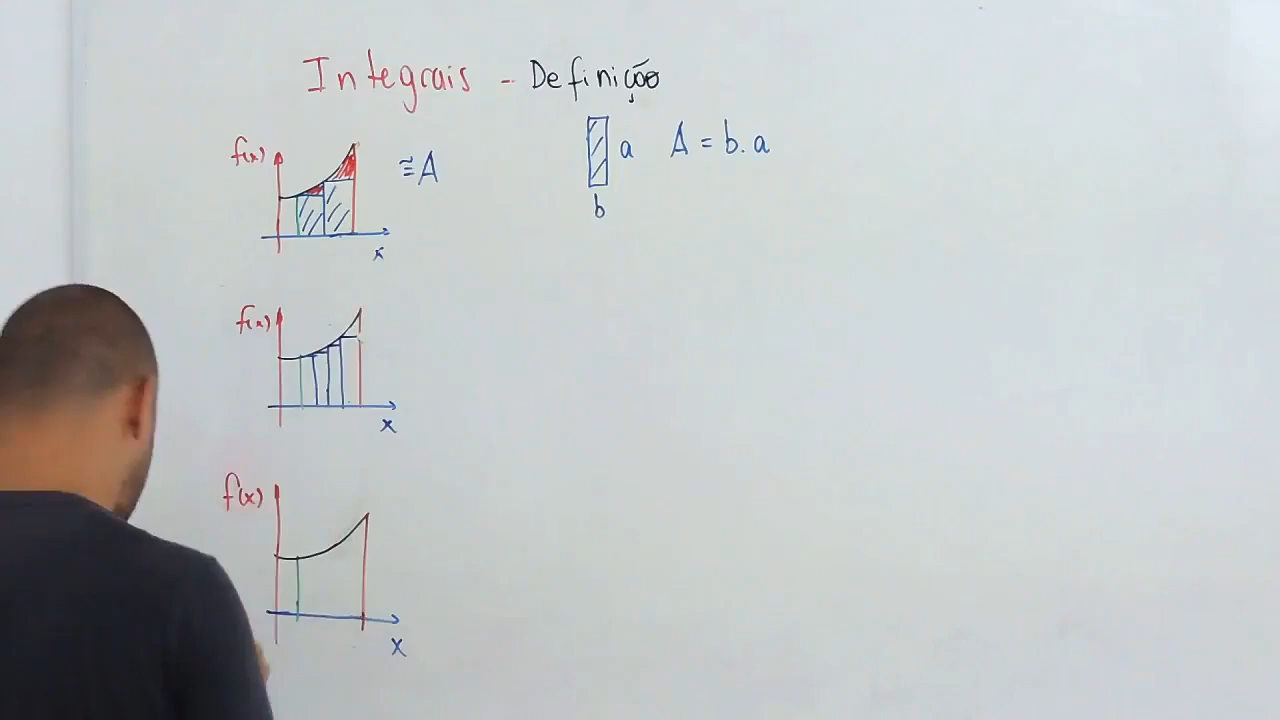 Integrais - Definição
f(x)
≅A
x
a
A = b.a
b
f(x)
x
f(x)
x